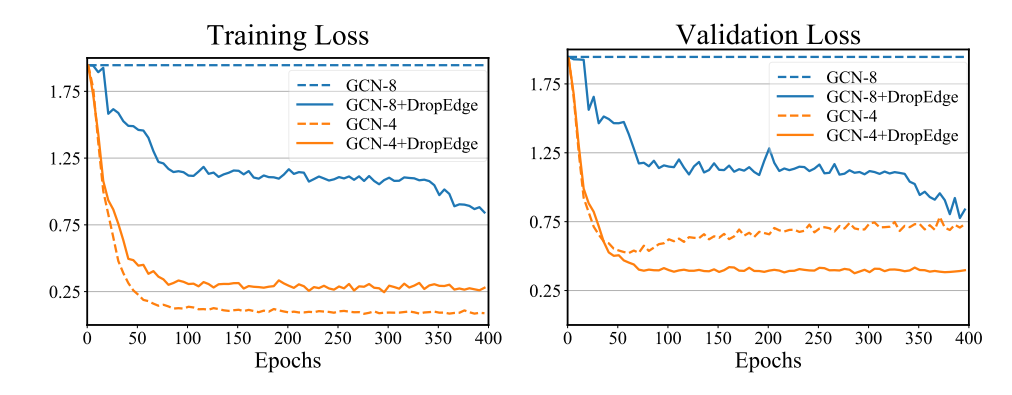 Training Loss
1.75
1.25
0.75
0.25
GCN-8
GCN-8+DropEdge
GCN-4
GCN-4+DropEdge
0 50 100 150 200 250 300 350 400
Epochs
Validation Loss
1.75
1.25
0.75
0.25
GCN-8
GCN-8+DropEdge
GCN-4
GCN-4+DropEdge
0 50 100 150 200 250 300 350 400
Epochs